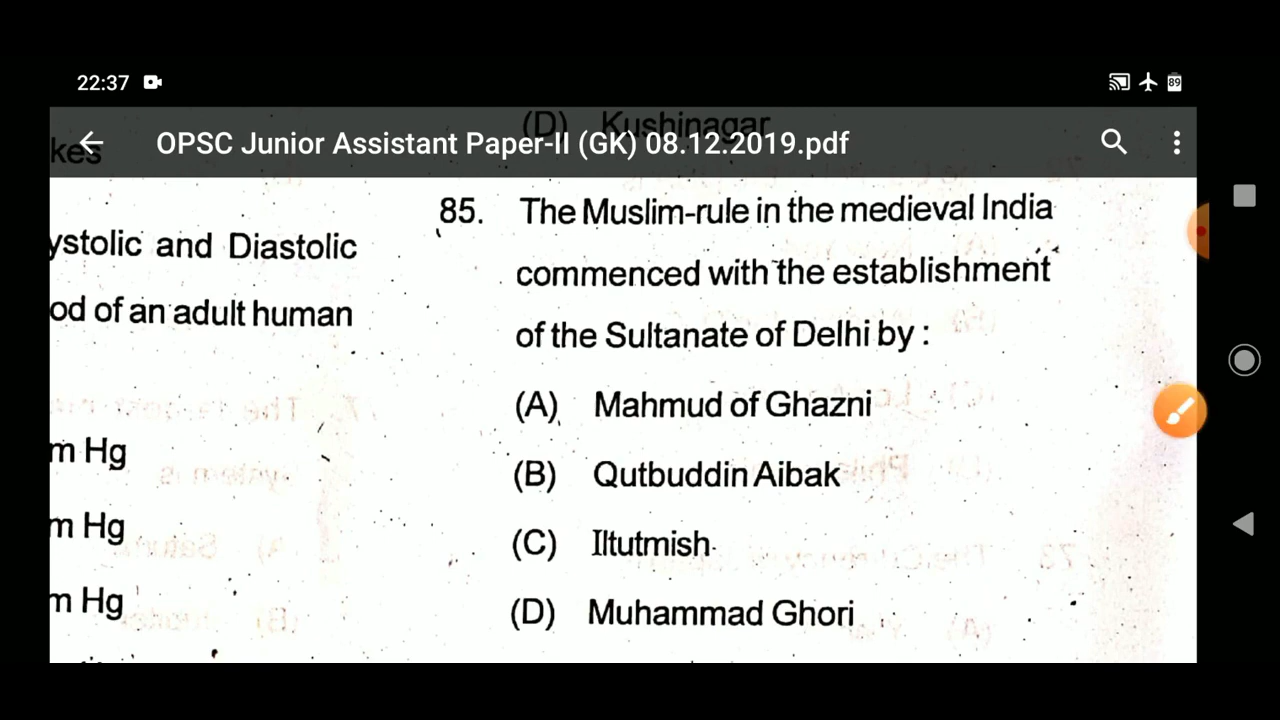 22:37
89
(D) Kushinagar
kes
OPSC Junior Assistant Paper-II (GK) 08.12.2019.pdf
ystolic and Diastolic
od of an adult human
m Hg
m Hg
m Hg
85. The Muslim-rule in the medieval India
commenced with the establishment
of the Sultanate of Delhi by :
(A) Mahmud of Ghazni
(B) Qutbuddin Aibak
(C) Iltutmish
(D) Muhammad Ghori